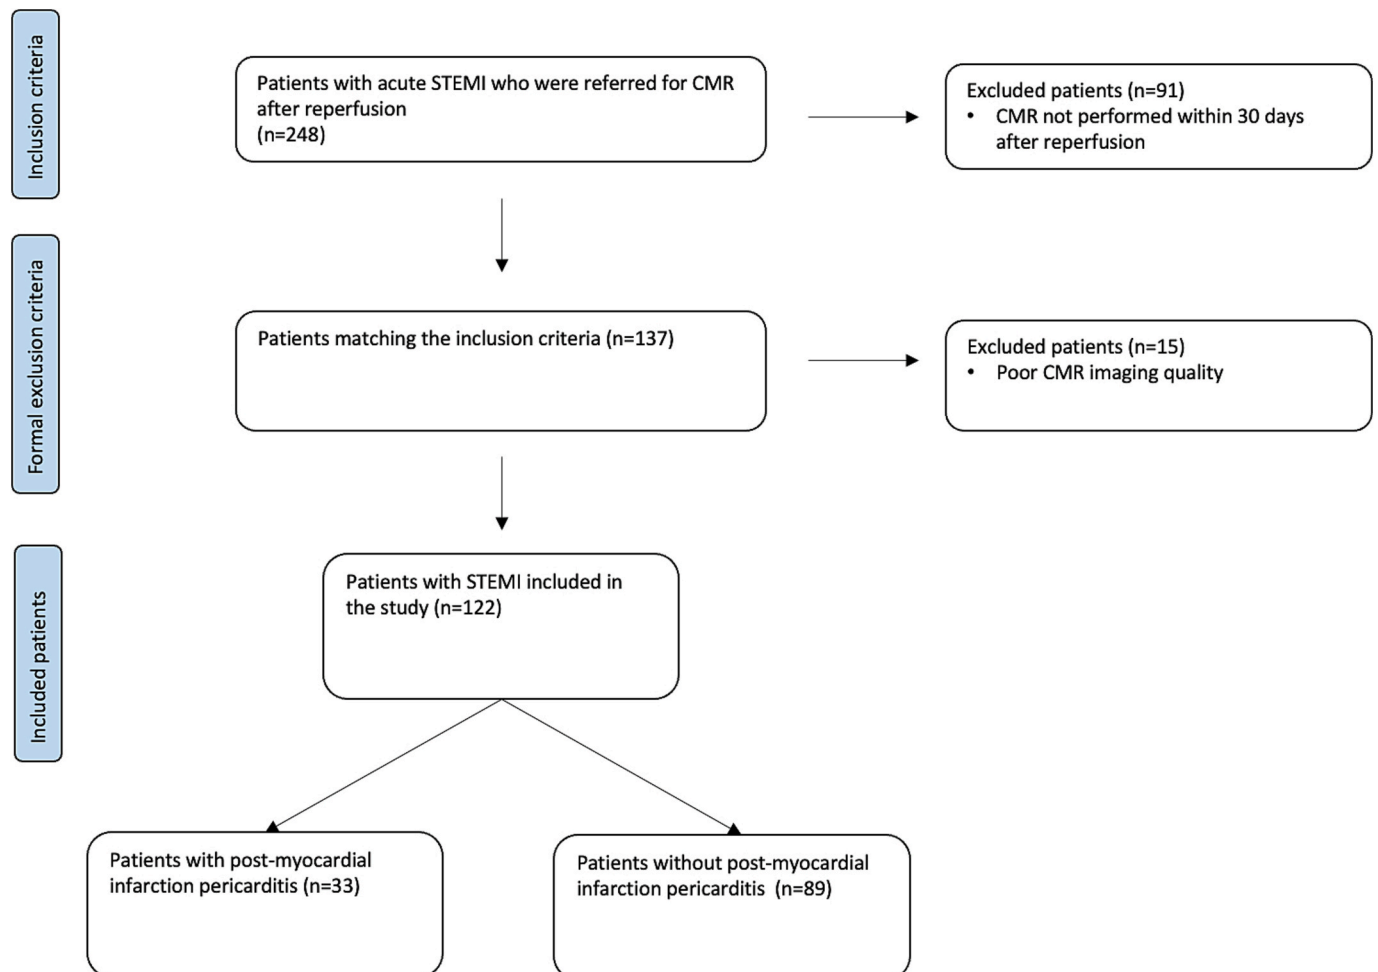 Inclusion criteria
Patients with acute STEMI who were referred for CMR
after reperfusion
(n=248)
Excluded patients (n=91)
• CMR not performed within 30 days
after reperfusion
Formal exclusion criteria
Patients matching the inclusion criteria (n=137)
Excluded patients (n=15)
• Poor CMR imaging quality
Included patients
Patients with STEMI included in
the study (n=122)
Patients with post-myocardial
infarction pericarditis (n=33)
Patients without post-myocardial
infarction pericarditis (n=89)